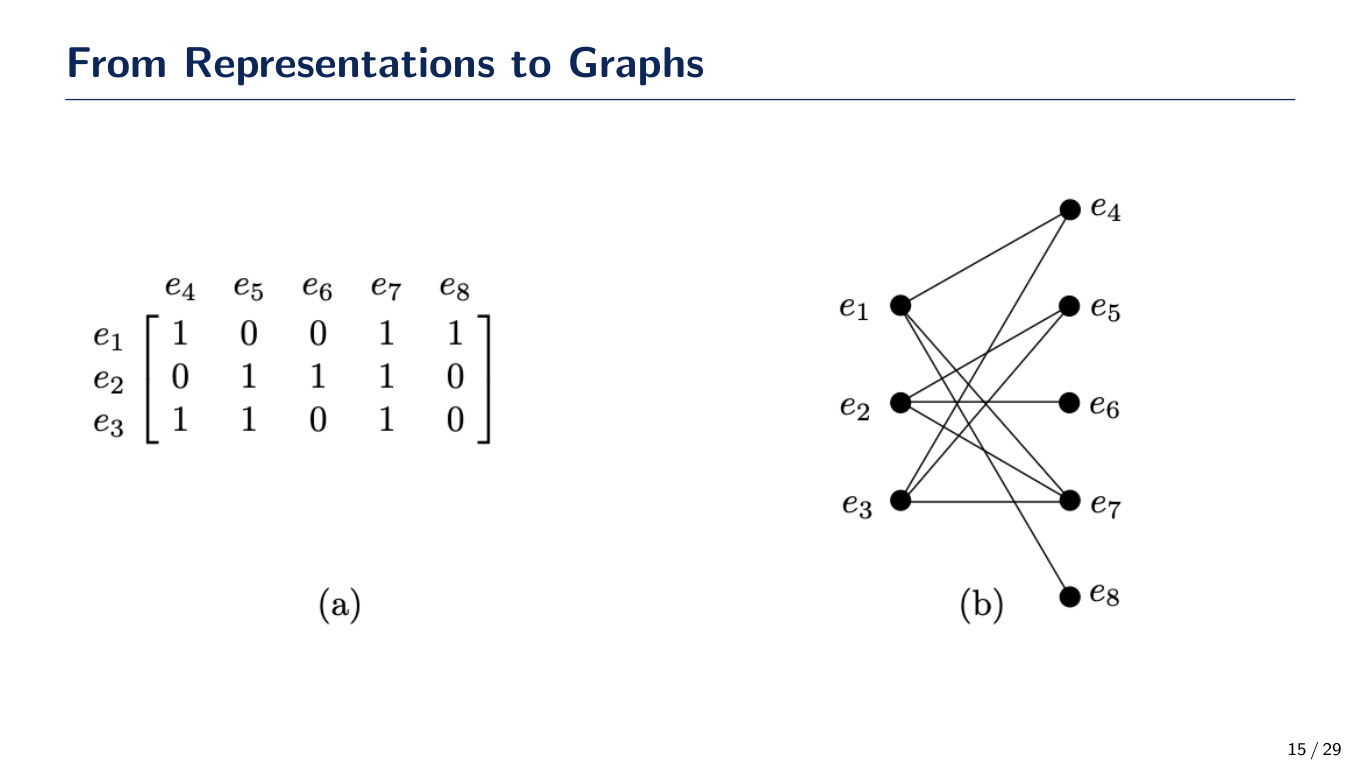 From Representations to Graphs
e4 e5 e6 e7 e8
e1 1 0 0 1 1
e2 0 1 1 1 0
e3 1 1 0 1 0
(a)
e4
e1 e5
e2 e6
e3 e7
e8
(b)
15 / 29